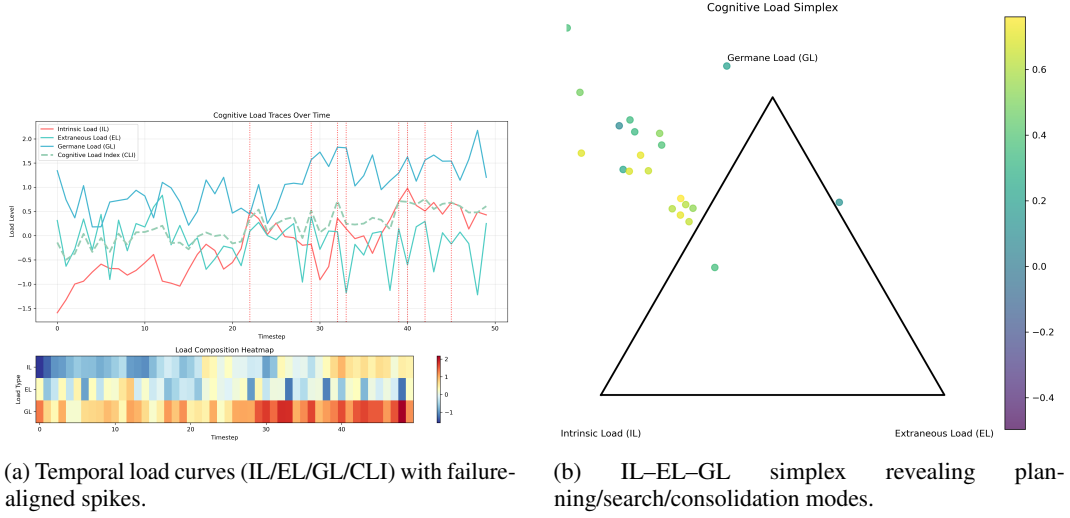 Cognitive Load Traces Over Time
Intrinsic Load (IL)
Extraneous Load (EL)
Germane Load (GL)
Cognitive Load Index (CLI)
Load Level
2.0
1.5
1.0
0.5
0.0
−0.5
−1.0
−1.5
0 10 20 30 40 50
Timestep
Load Composition Heatmap
Load Type
IL
EL
GL
0 10 20 30 40
Timestep
2
1
0
−1
(a) Temporal load curves (IL/EL/GL/CLI) with failure-
aligned spikes.
Cognitive Load Simplex
Germane Load (GL)
Intrinsic Load (IL)
Extraneous Load (EL)
0.6
0.4
0.2
0.0
−0.2
−0.4
(b) IL–EL–GL simplex revealing plan-
ning/search/consolidation modes.